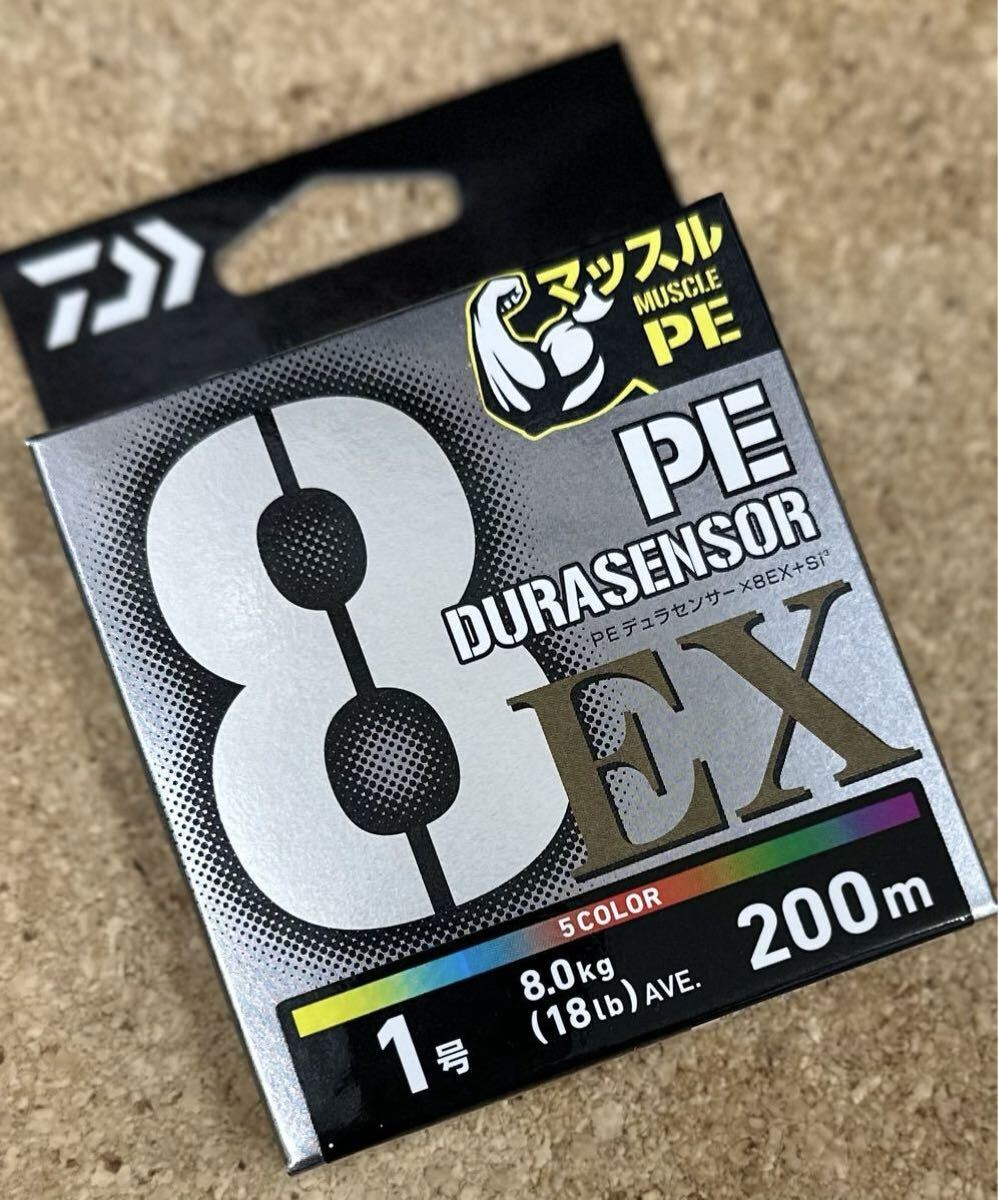 マッスル
MUSCLE
PE
8
PE
DURASENSOR
PEデュラセンサー×8EX+Si³
EX
5COLOR
1号
8.0kg
(18lb) AVE.
200m